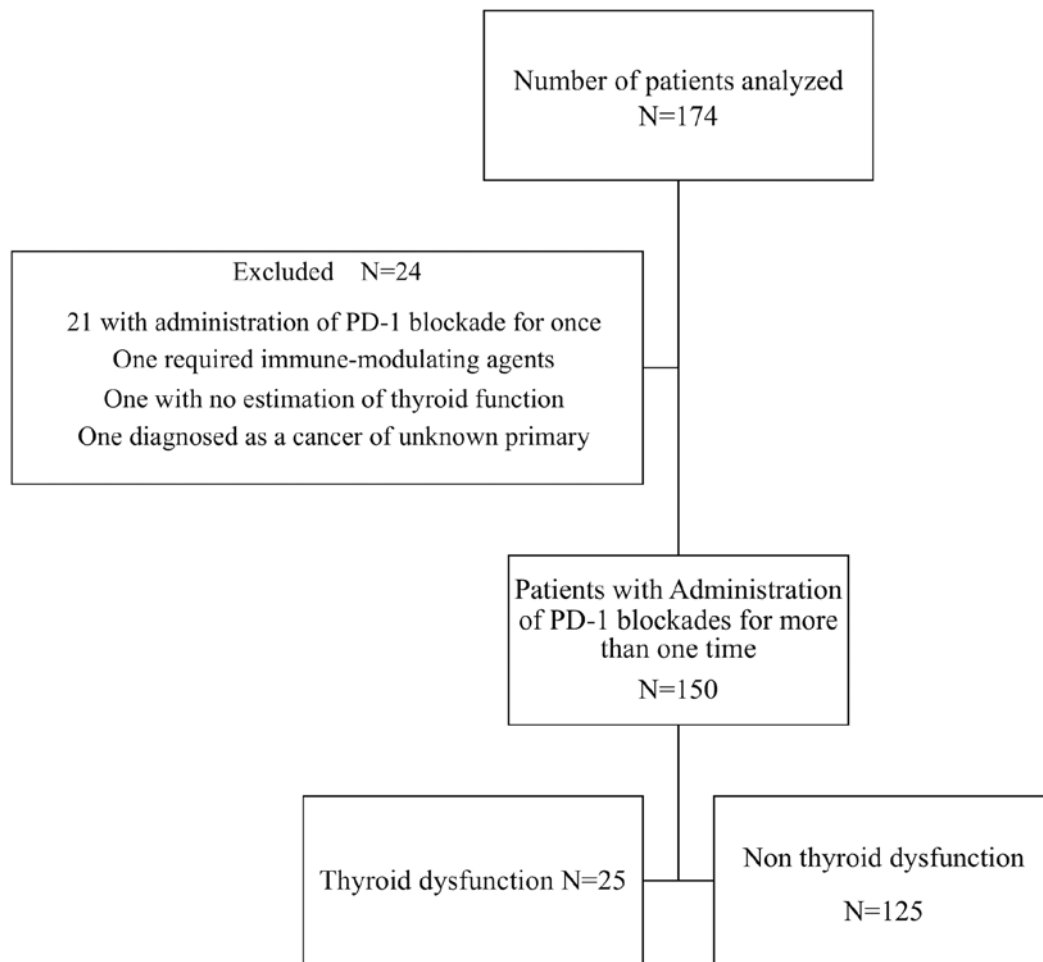 Number of patients analyzed
N=174
Excluded N=24
21 with administration of PD-1 blockade for once
One required immune-modulating agents
One with no estimation of thyroid function
One diagnosed as a cancer of unknown primary
Patients with Administration
of PD-1 blockades for more
than one time
N=150
Thyroid dysfunction N=25
Non thyroid dysfunction
N=125